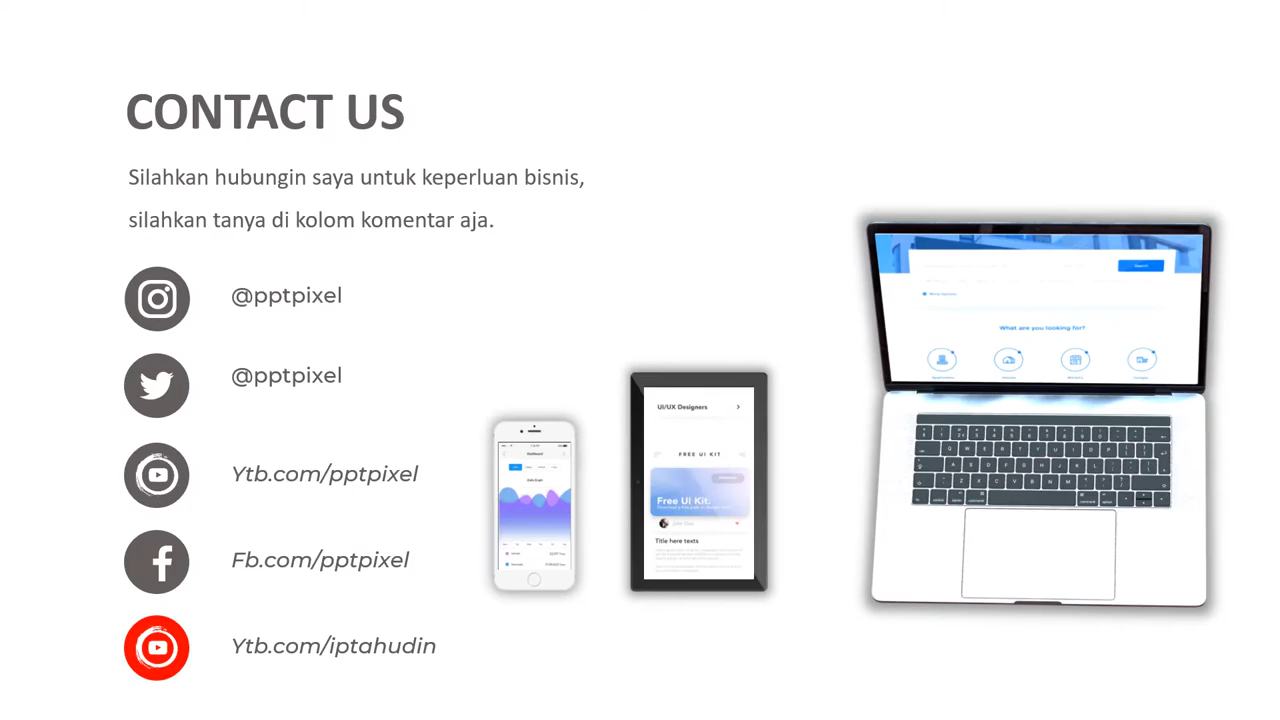 CONTACT US
Silahkan hubungin saya untuk keperluan bisnis,
silahkan tanya di kolom komentar aja.
@pptpixel
@pptpixel
Ytb.com/pptpixel
Fb.com/pptpixel
Ytb.com/iptahudin
Dashboard
UI/UX Designers
FREE UI KIT
Free UI Kit.
Title here texts
What are you looking for?